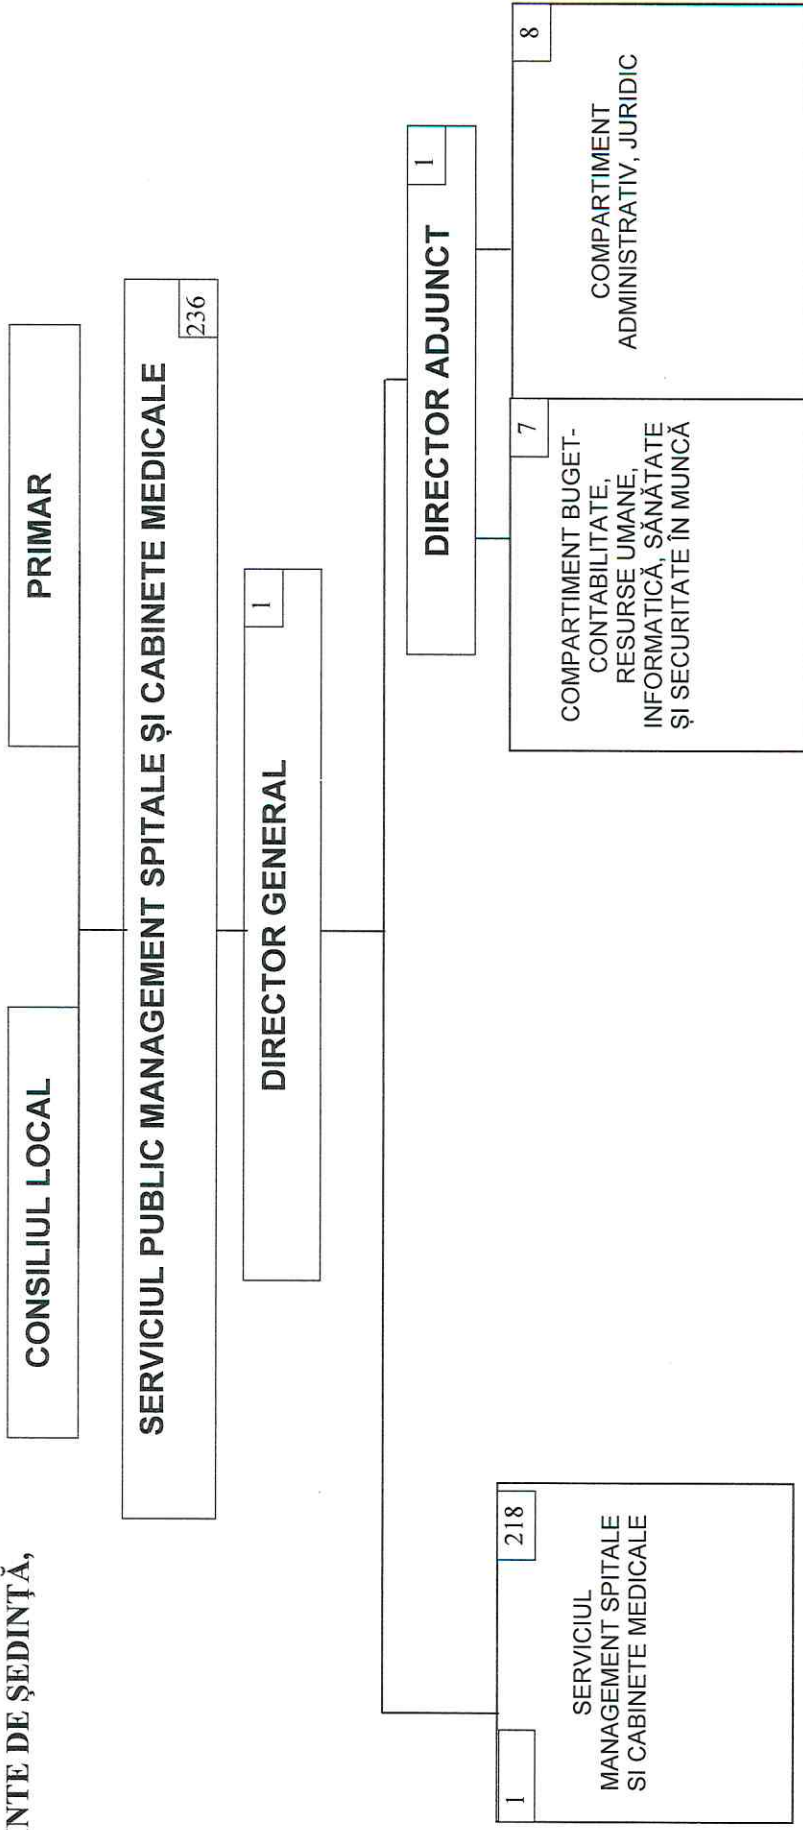 NTE DE ŞEDINŢĂ,
CONSILIUL LOCAL
PRIMAR
SERVICIUL PUBLIC MANAGEMENT SPITALE ȘI CABINETE MEDICALE
236
DIRECTOR GENERAL
1
DIRECTOR ADJUNCT
1
1
218
SERVICIUL
MANAGEMENT SPITALE
SI CABINETE MEDICALE
7
COMPARTIMENT BUGET-
CONTABILITATE,
RESURSE UMANE,
INFORMATICĂ, SĂNĂTATE
ȘI SECURITATE ÎN MUNCĂ
8
COMPARTIMENT
ADMINISTRATIV, JURIDIC